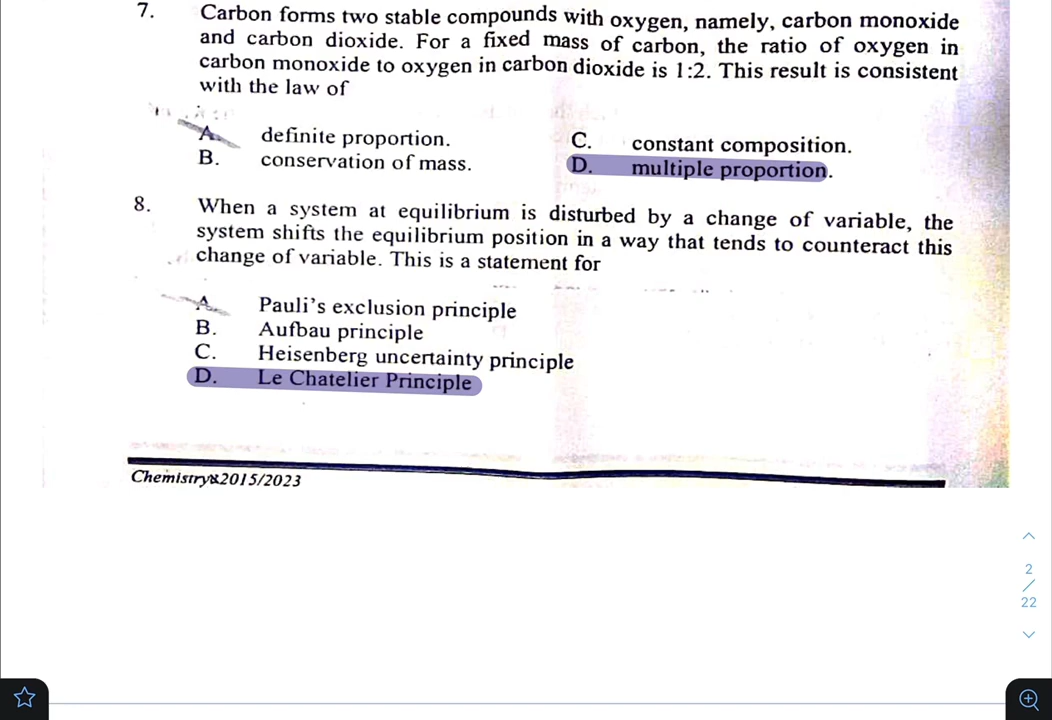 7. Carbon forms two stable compounds with oxygen, namely, carbon monoxide
and carbon dioxide. For a fixed mass of carbon, the ratio of oxygen in
carbon monoxide to oxygen in carbon dioxide is 1:2. This result is consistent
with the law of
A. definite proportion.
B. conservation of mass.
C. constant composition.
D. multiple proportion.
8. When a system at equilibrium is disturbed by a change of variable, the
system shifts the equilibrium position in a way that tends to counteract this
change of variable. This is a statement for
A. Pauli's exclusion principle
B. Aufbau principle
C. Heisenberg uncertainty principle
D. Le Chatelier Principle
Chemistry&2015/2023
2
/
22